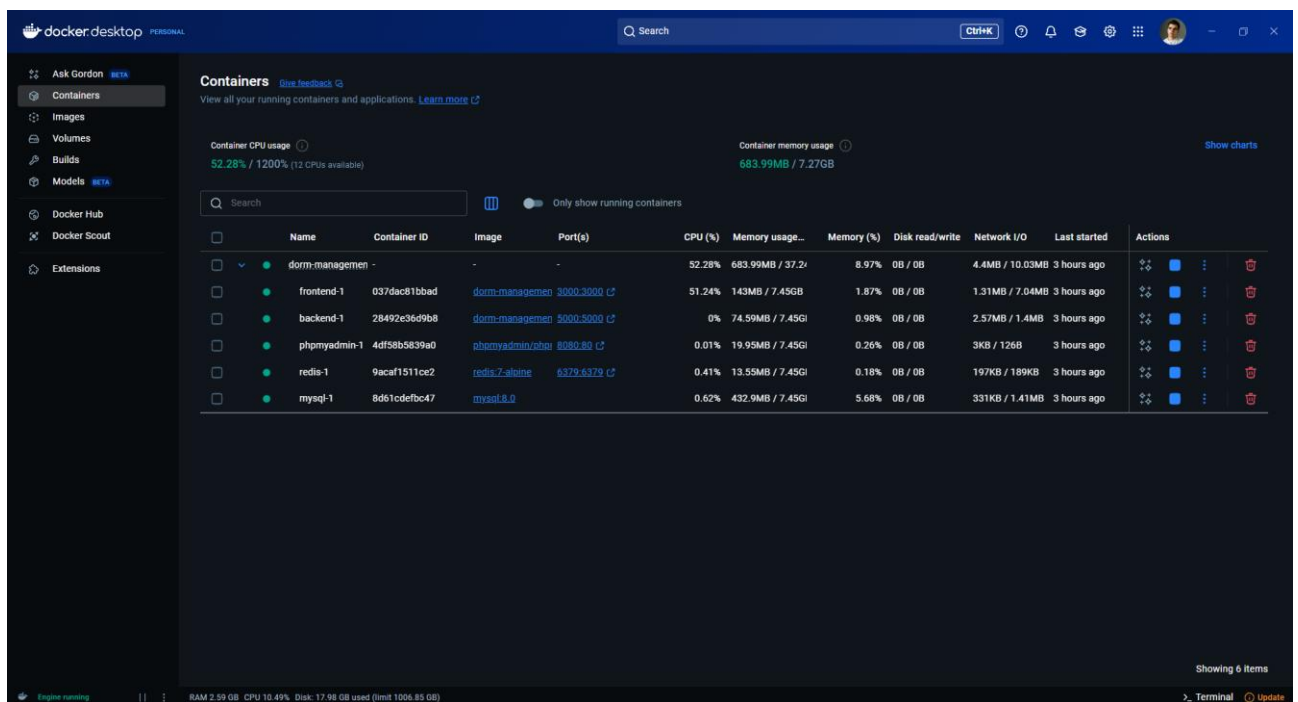 docker.desktop PERSONAL Search Ctrl+K
Ask Gordon BETA
Containers
Images
Volumes
Builds
Models BETA
Docker Hub
Docker Scout
Extensions
Containers Give feedback
View all your running containers and applications. Learn more
Container CPU usage
52.28% / 1200% (12 CPUs available)
Container memory usage
683.99MB / 7.27GB
Show charts
Search Only show running containers
Name Container ID Image Port(s) CPU (%) Memory usage... Memory (%) Disk read/write Network I/O Last started Actions
dorm-managemen - - - 52.28% 683.99MB / 37.24 8.97% 0B / 0B 4.4MB / 10.03MB 3 hours ago
frontend-1 037dac81bbad dorm-managemen 3000:3000 51.24% 143MB / 7.45GB 1.87% 0B / 0B 1.31MB / 7.04MB 3 hours ago
backend-1 28492e36d9b8 dorm-managemen 5000:5000 0% 74.59MB / 7.45G 0.98% 0B / 0B 2.57MB / 1.4MB 3 hours ago
phpmyadmin-1 4df58b5839a0 phpmyadmin/php 8080:80 0.01% 19.95MB / 7.45G 0.26% 0B / 0B 3KB / 126B 3 hours ago
redis-1 9acaf1511ce2 redis:7-alpine 6379:6379 0.41% 13.55MB / 7.45G 0.18% 0B / 0B 197KB / 189KB 3 hours ago
mysql-1 8d61cdefbc47 mysql:8.0 0.62% 432.9MB / 7.45G 5.68% 0B / 0B 331KB / 1.41MB 3 hours ago
Showing 6 items
Engine running RAM 2.59 GB CPU 10.49% Disk: 17.98 GB used (limit 1006.85 GB) Terminal Update